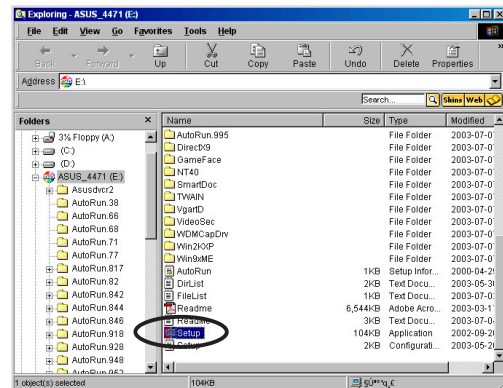 Exploring - ASUS_4471 (E:)
File Edit View Go Favorites Tools Help
Back Forward Up Cut Copy Paste Undo Delete Properties
Address E:\
Search... Skins Web
Folders
3½ Floppy (A:)
(C:)
(D:)
ASUS_4471 (E:)
Asusdvcr2
AutoRun.38
AutoRun.66
AutoRun.68
AutoRun.71
AutoRun.77
AutoRun.817
AutoRun.82
AutoRun.842
AutoRun.844
AutoRun.846
AutoRun.918
AutoRun.928
AutoRun.948
Name Size Type Modified
AutoRun.995 File Folder 2003-07-0
DirectX9 File Folder 2003-07-0
GameFace File Folder 2003-07-0
NT40 File Folder 2003-07-0
SmartDoc File Folder 2003-07-0
TWAIN File Folder 2003-07-0
VgartD File Folder 2003-07-0
VideoSec File Folder 2003-07-0
WDMCapDrv File Folder 2003-07-0
Win2KXP File Folder 2003-07-0
Win9xME File Folder 2003-07-0
AutoRun 1KB Setup Infor... 2000-04-2
DirList 2KB Text Docu... 2003-05-3
FileList 1KB Text Docu... 2003-07-0
Readme 6,544KB Adobe Acro... 2003-03-1
Readme 3KB Text Docu... 2003-07-0
Setup 104KB Application 2002-09-2
Setup 2KB Configurati... 2003-05-2
1 object(s) selected 104KB